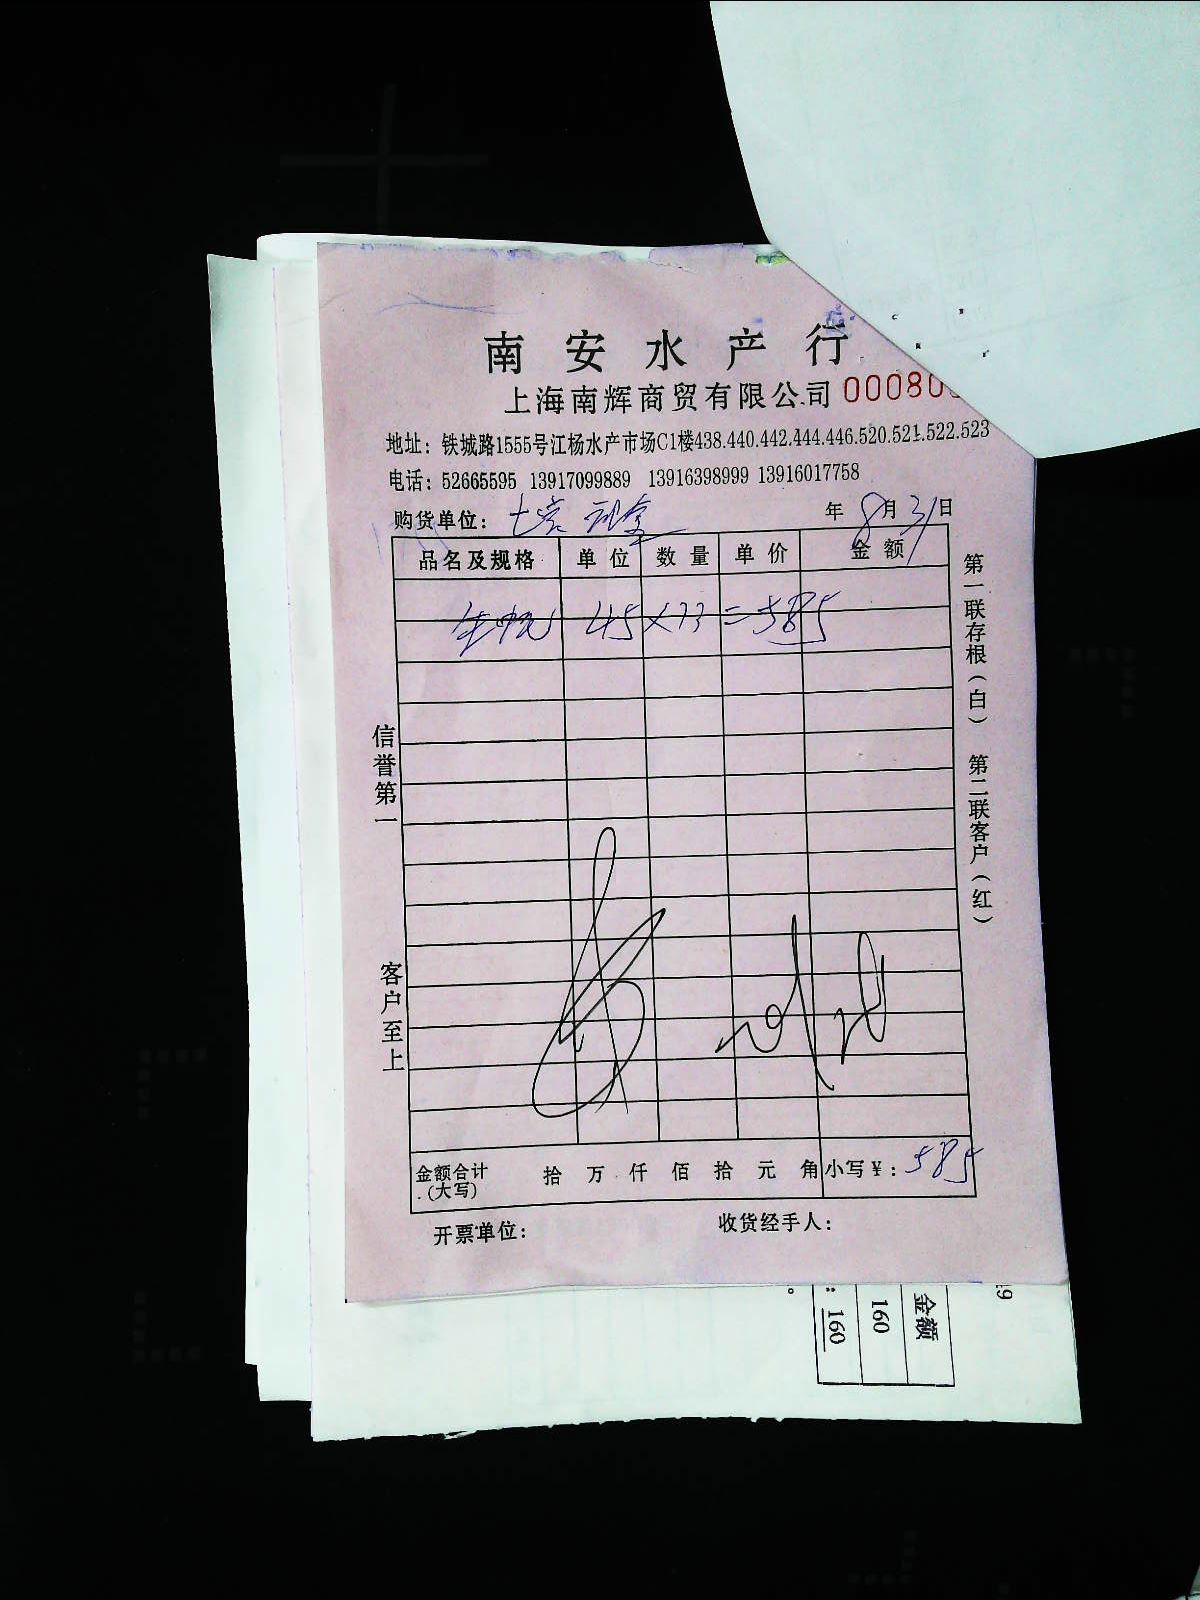 南安水产行
上海南辉商贸有限公司 00080
地址：铁城路1555号江杨水产市场C1楼438.440.442.444.446.520.521.522.523
电话：52665595 13917099889 13916398999 13916017758
购货单位： 年 8月31日
品名及规格 单位 数量 单价 金额
45×13=585
信誉第一
客户至上
第一联存根（白） 第二联客户（红）
金额合计（大写） 拾 万 仟 佰 拾 元 角 小写￥：585
开票单位： 收货经手人：
金额
160
：160